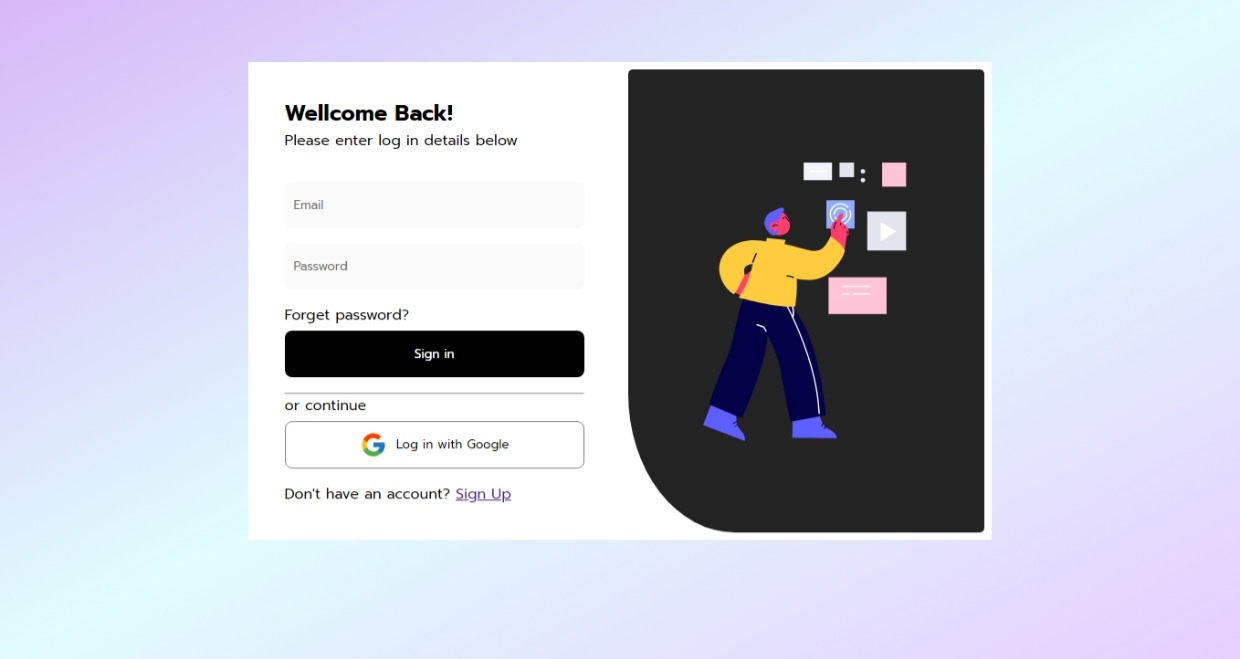 Wellcome Back!
Please enter log in details below
Email
Password
Forget password?
Sign in
or continue
Log in with Google
Don't have an account? Sign Up